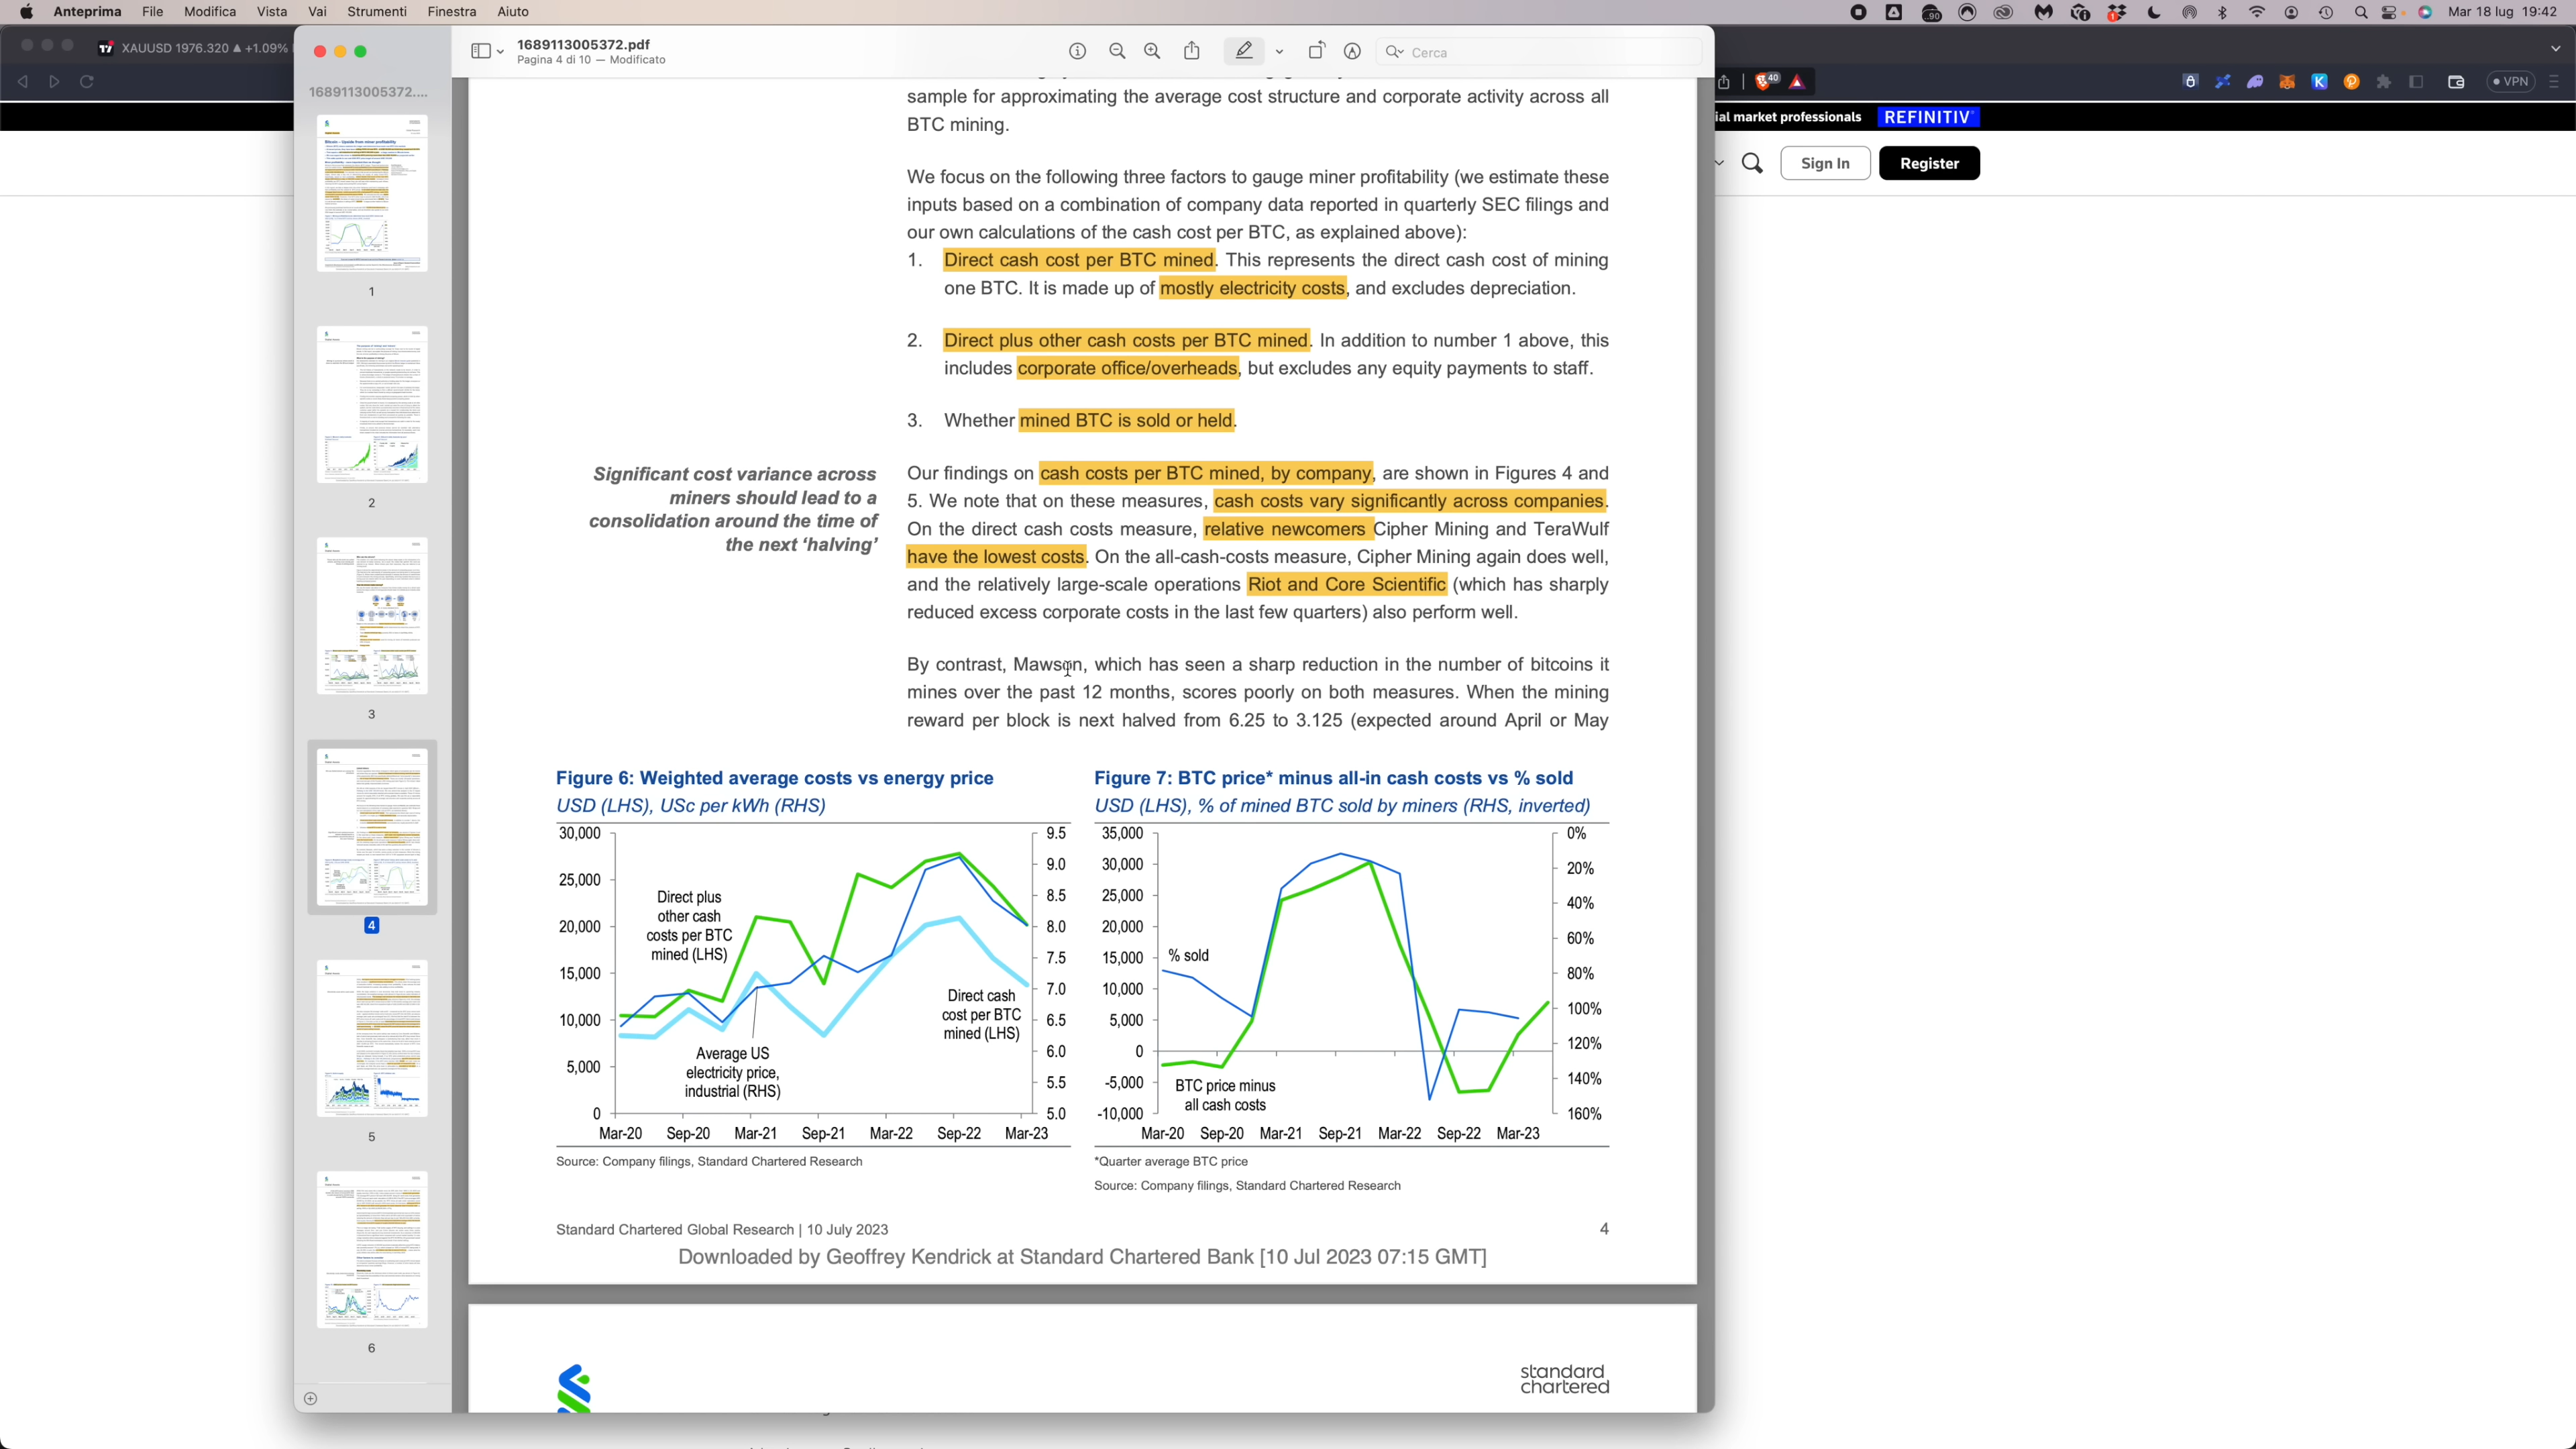 Anteprima File Modifica Vista Vai Strumenti Finestra Aiuto
Mar 18 lug 19:42
XAUUSD 1976.320 ▲ +1.09%
1689113005372.pdf
Pagina 4 di 10 — Modificato
Cerca
1689113005372....
40
VPN
ial market professionals REFINITIV
Sign In Register
Bitcoin – Upside from miner profitability
1
2
3
4
5
6
sample for approximating the average cost structure and corporate activity across all
BTC mining.
We focus on the following three factors to gauge miner profitability (we estimate these
inputs based on a combination of company data reported in quarterly SEC filings and
our own calculations of the cash cost per BTC, as explained above):
1. Direct cash cost per BTC mined. This represents the direct cash cost of mining
one BTC. It is made up of mostly electricity costs, and excludes depreciation.
2. Direct plus other cash costs per BTC mined. In addition to number 1 above, this
includes corporate office/overheads, but excludes any equity payments to staff.
3. Whether mined BTC is sold or held.
Significant cost variance across
miners should lead to a
consolidation around the time of
the next ‘halving’
Our findings on cash costs per BTC mined, by company, are shown in Figures 4 and
5. We note that on these measures, cash costs vary significantly across companies.
On the direct cash costs measure, relative newcomers Cipher Mining and TeraWulf
have the lowest costs. On the all-cash-costs measure, Cipher Mining again does well,
and the relatively large-scale operations Riot and Core Scientific (which has sharply
reduced excess corporate costs in the last few quarters) also perform well.
By contrast, Mawson, which has seen a sharp reduction in the number of bitcoins it
mines over the past 12 months, scores poorly on both measures. When the mining
reward per block is next halved from 6.25 to 3.125 (expected around April or May
Figure 6: Weighted average costs vs energy price
USD (LHS), USc per kWh (RHS)
30,000
25,000
20,000
15,000
10,000
5,000
0
9.5
9.0
8.5
8.0
7.5
7.0
6.5
6.0
5.5
5.0
Direct plus
other cash
costs per BTC
mined (LHS)
Direct cash
cost per BTC
mined (LHS)
Average US
electricity price,
industrial (RHS)
Mar-20 Sep-20 Mar-21 Sep-21 Mar-22 Sep-22 Mar-23
Source: Company filings, Standard Chartered Research
Figure 7: BTC price* minus all-in cash costs vs % sold
USD (LHS), % of mined BTC sold by miners (RHS, inverted)
35,000
30,000
25,000
20,000
15,000
10,000
5,000
0
-5,000
-10,000
0%
20%
40%
60%
80%
100%
120%
140%
160%
% sold
BTC price minus
all cash costs
Mar-20 Sep-20 Mar-21 Sep-21 Mar-22 Sep-22 Mar-23
*Quarter average BTC price
Source: Company filings, Standard Chartered Research
Standard Chartered Global Research | 10 July 2023
4
Downloaded by Geoffrey Kendrick at Standard Chartered Bank [10 Jul 2023 07:15 GMT]
standard
chartered